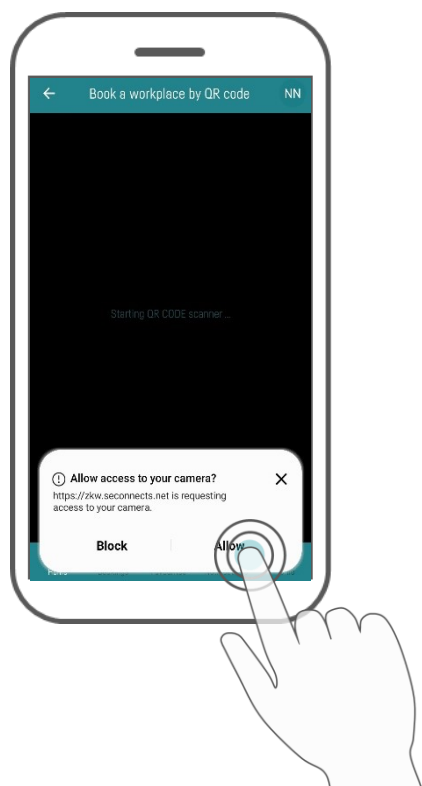 Book a workplace by QR code
NN
Starting QR CODE scanner ...
Allow access to your camera?
https://zkw.seconnects.net is requesting
access to your camera.
Block
Allow